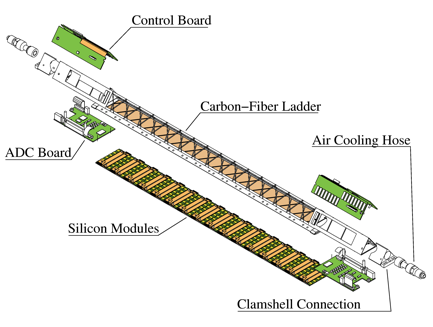 Control Board
Carbon-Fiber Ladder
Air Cooling Hose
ADC Board
Silicon Modules
Clamshell Connection